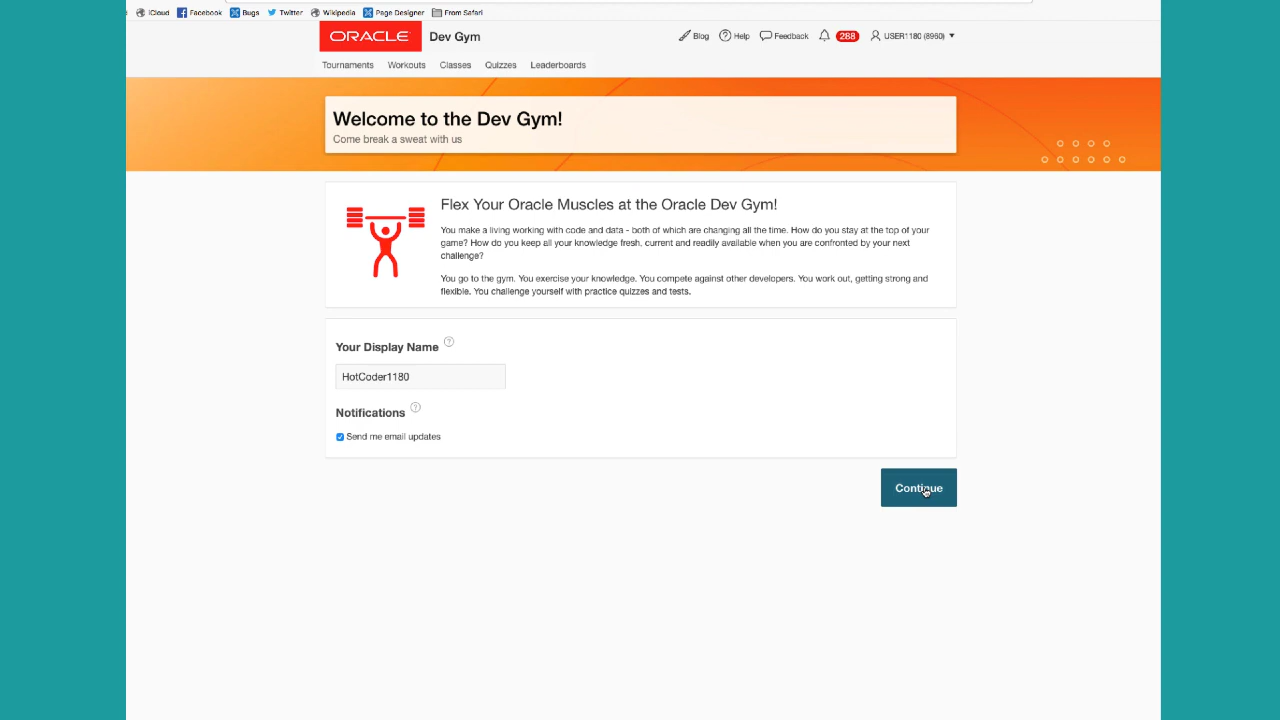 iCloud Facebook Bugs Twitter Wikipedia Page Designer From Safari
ORACLE Dev Gym Blog Help Feedback 288 USER1180 (8960)
Tournaments Workouts Classes Quizzes Leaderboards
Welcome to the Dev Gym!
Come break a sweat with us
Flex Your Oracle Muscles at the Oracle Dev Gym!
You make a living working with code and data - both of which are changing all the time. How do you stay at the top of your
game? How do you keep all your knowledge fresh, current and readily available when you are confronted by your next
challenge?
You go to the gym. You exercise your knowledge. You compete against other developers. You work out, getting strong and
flexible. You challenge yourself with practice quizzes and tests.
Your Display Name ?
HotCoder1180
Notifications ?
Send me email updates
Continue